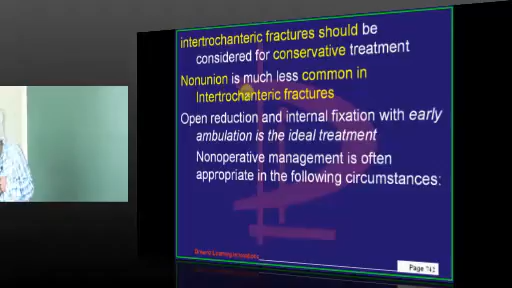 intertrochanteric fractures should be
considered for conservative treatment
Nonunion is much less common in
Intertrochanteric fractures
Open reduction and internal fixation with early
ambulation is the ideal treatment
Nonoperative management is often
appropriate in the following circumstances:
Page 742